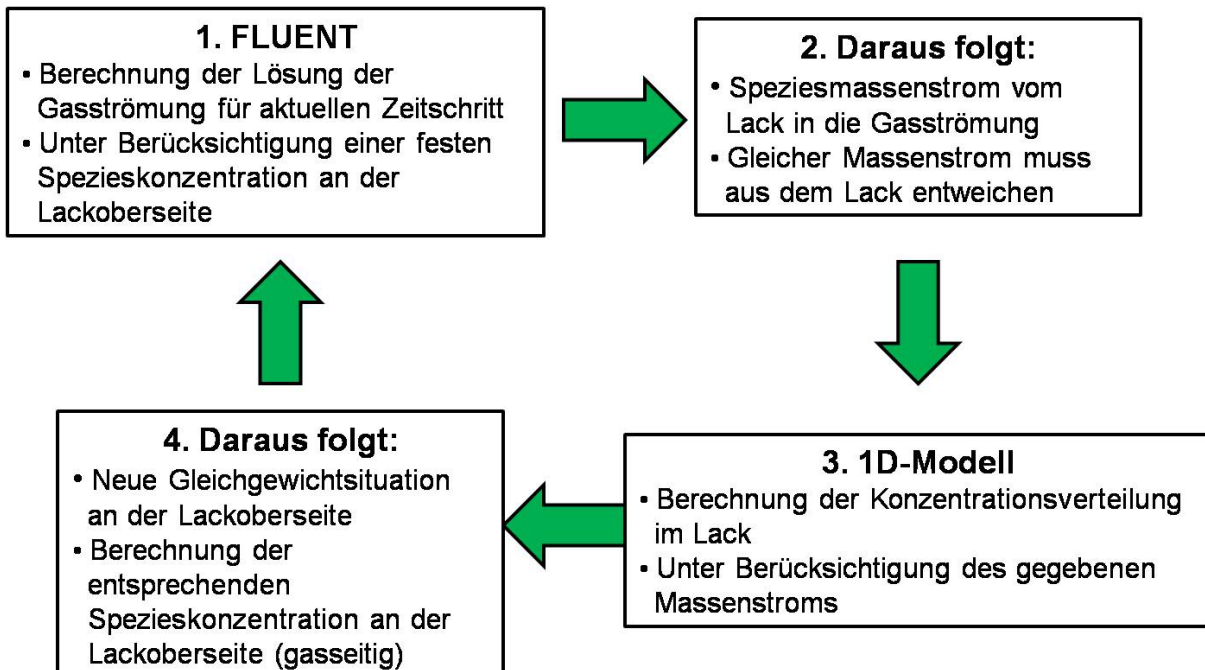 1. FLUENT
▪ Berechnung der Lösung der
Gasströmung für aktuellen Zeitschritt
▪ Unter Berücksichtigung einer festen
Spezieskonzentration an der
Lackoberseite
2. Daraus folgt:
• Speziesmassenstrom vom
Lack in die Gasströmung
▪ Gleicher Massenstrom muss
aus dem Lack entweichen
3. 1D-Modell
▪ Berechnung der Konzentrationsverteilung
im Lack
▪ Unter Berücksichtigung des gegebenen
Massenstroms
4. Daraus folgt:
• Neue Gleichgewichtsituation
an der Lackoberseite
▪ Berechnung der
entsprechenden
Spezieskonzentration an der
Lackoberseite (gasseitig)